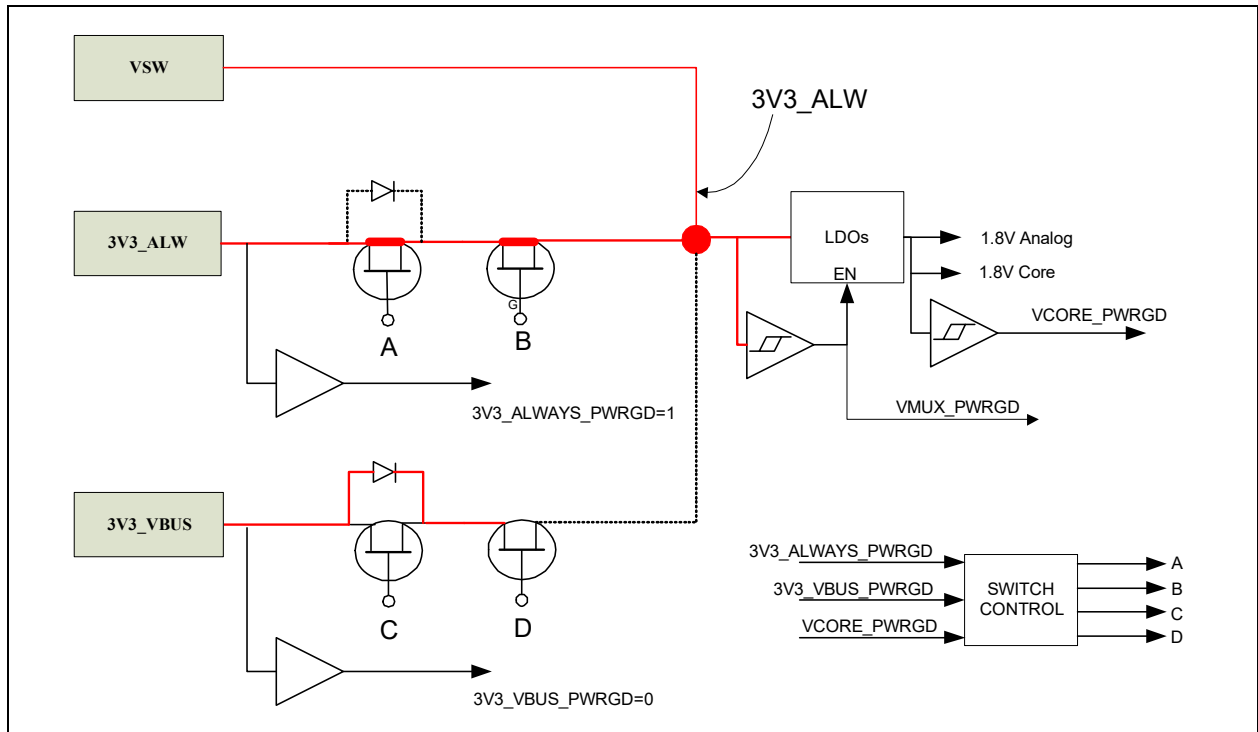 VSW
3V3_ALW
3V3_ALW
LDOs
EN
1.8V Analog
1.8V Core
G
A
B
VCORE_PWRGD
3V3_ALWAYS_PWRGD=1
VMUX_PWRGD
3V3_VBUS
C
D
3V3_VBUS_PWRGD=0
3V3_ALWAYS_PWRGD
3V3_VBUS_PWRGD
VCORE_PWRGD
SWITCH
CONTROL
A
B
C
D